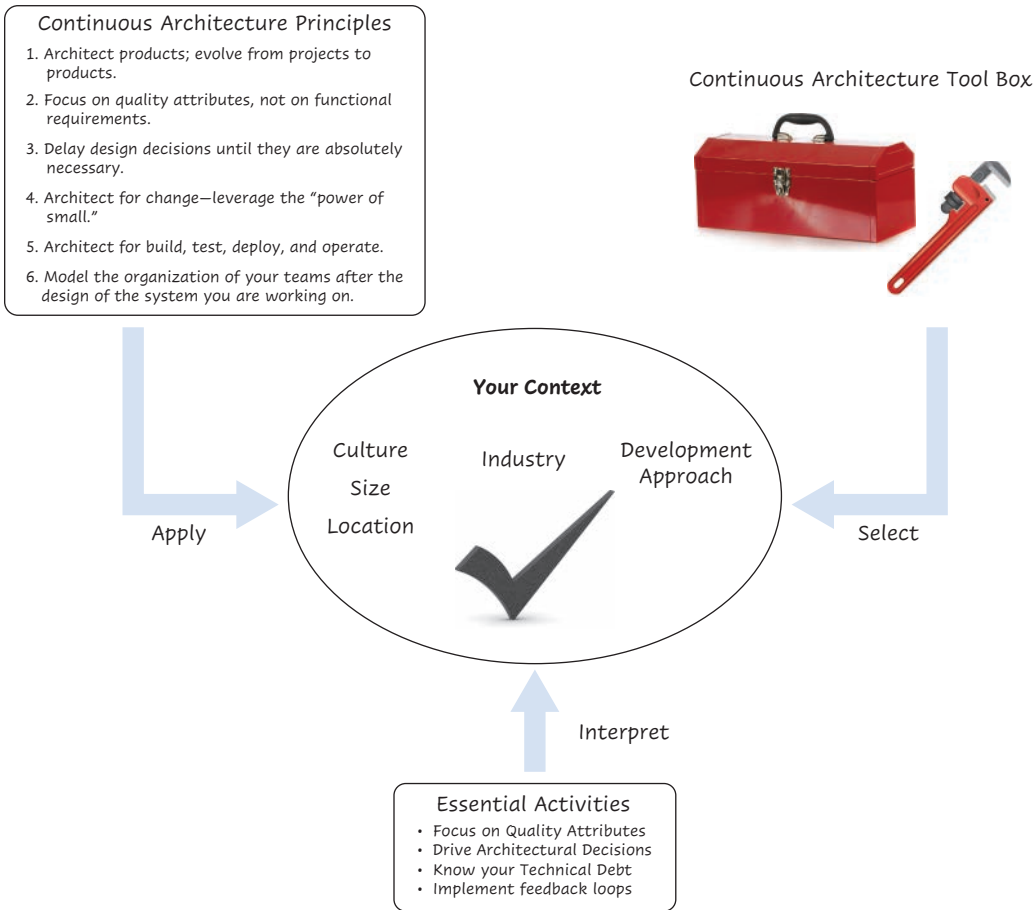 Continuous Architecture Principles
1. Architect products; evolve from projects to
products.
2. Focus on quality attributes, not on functional
requirements.
3. Delay design decisions until they are absolutely
necessary.
4. Architect for change—leverage the “power of
small.”
5. Architect for build, test, deploy, and operate.
6. Model the organization of your teams after the
design of the system you are working on.
Continuous Architecture Tool Box
Your Context
Culture
Size
Location
Industry
Development
Approach
Apply
Select
Interpret
Essential Activities
• Focus on Quality Attributes
• Drive Architectural Decisions
• Know your Technical Debt
• Implement feedback loops